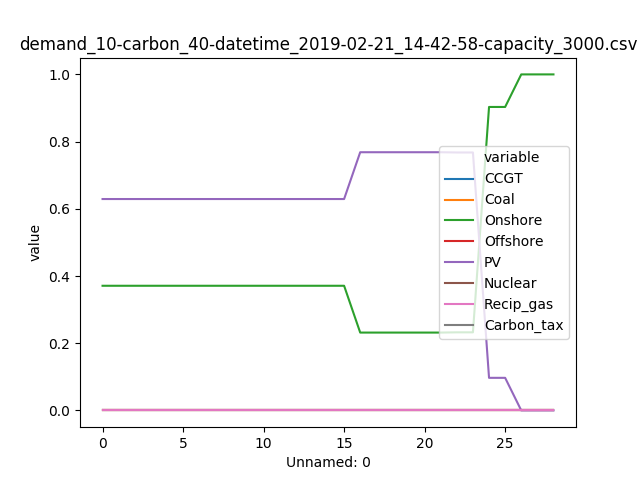 demand_10-carbon_40-datetime_2019-02-21_14-42-58-capacity_3000.csv
1.0
0.8
0.6
0.4
0.2
0.0
value
variable
CCGT
Coal
Onshore
Offshore
PV
Nuclear
Recip_gas
Carbon_tax
0 5 10 15 20 25
Unnamed: 0